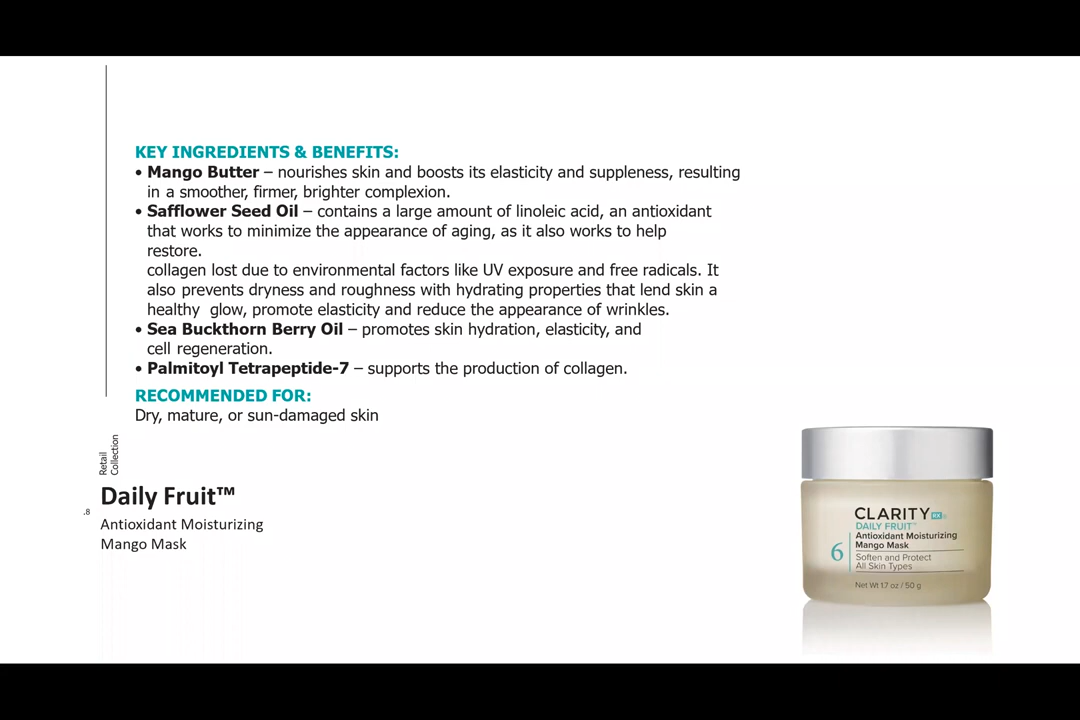 KEY INGREDIENTS & BENEFITS:
• Mango Butter – nourishes skin and boosts its elasticity and suppleness, resulting
in a smoother, firmer, brighter complexion.
• Safflower Seed Oil – contains a large amount of linoleic acid, an antioxidant
that works to minimize the appearance of aging, as it also works to help
restore.
collagen lost due to environmental factors like UV exposure and free radicals. It
also prevents dryness and roughness with hydrating properties that lend skin a
healthy glow, promote elasticity and reduce the appearance of wrinkles.
• Sea Buckthorn Berry Oil – promotes skin hydration, elasticity, and
cell regeneration.
• Palmitoyl Tetrapeptide-7 – supports the production of collagen.
RECOMMENDED FOR:
Dry, mature, or sun-damaged skin
Retail
Collection
Daily Fruit™
.8
Antioxidant Moisturizing
Mango Mask
CLARITY RX®
DAILY FRUIT™
Antioxidant Moisturizing
Mango Mask
6
Soften and Protect
All Skin Types
Net Wt 1.7 oz / 50 g